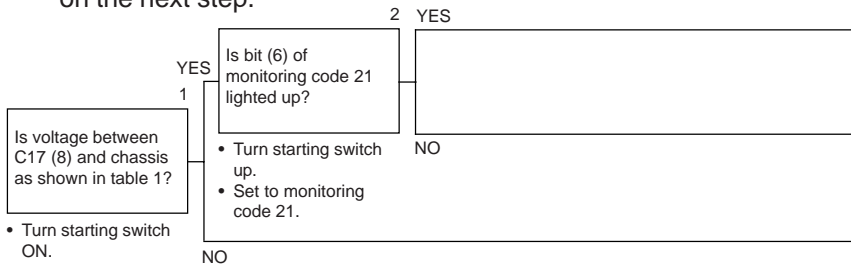 on the next step.
2 YES
Is bit (6) of
monitoring code 21
lighted up?
YES
1
Is voltage between
C17 (8) and chassis
as shown in table 1?
• Turn starting switch
up.
• Set to monitoring
code 21.
NO
• Turn starting switch
ON.
NO